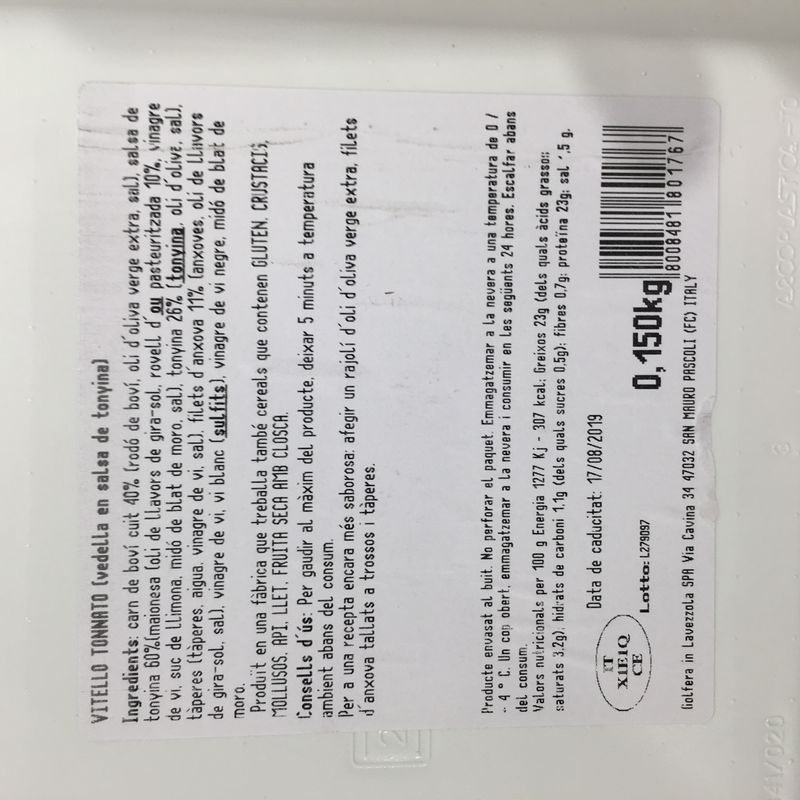 VITELLO TONNATO (vedella en salsa de tonyina)
Ingredients: carn de boví cuit 40% (rodó de boví, oli d´oliva verge extra, sal), salsa de
tonyina 60%(maionesa (oli de llavors de gira-sol, rovell d´ou pasteuritzada 10%, vinagre
de vi, suc de llimona, midó de blat de moro, sal), tonyina 26% (tonyina, oli d´olive, sal),
tàperes (tàperes, aigua, vinagre de vi, sal), filets d´anxova 11% (anxoves, oli de llavors
de gira-sol, sal), vinagre de vi, vi blanc (sulfits), vinagre de vi negre, midó de blat de
moro.
Produït en una fàbrica que treballa també cereals que contenen GLUTEN, CRUSTACIS,
MOLLUSOS, API, LLET, FRUITA SECA AMB CLOSCA.
Consells d´ús: Per gaudir al màxim del producte, deixar 5 minuts a temperatura
ambient abans del consum.
Per a una recepta encara més saborosa: afegir un rajolí d´oli d´oliva verge extra, filets
d´anxova tallats a trossos i tàperes.
Producte envasat al buit. No perforar el paquet. Emmagatzemar a la nevera a una temperatura de 0 /
+ 4 ° C. Un cop obert, emmagatzemar a la nevera i consumir en les següents 24 hores. Escalfar abans
del consum.
Valors nutricionals per 100 g Energia 1277 Kj - 307 kcal; Greixos 23g (dels quals àcids grassos
saturats 3,2g), hidrats de carboni 1,1g (dels quals sucres 0,5g); fibres 0,7g; proteïna 23g; sal ,5 g.
Data de caducitat: 17/08/2019
0,150kg
8008481801767
IT
X1E1Q
CE
Lotto: L279097
Golfera in Lavezzola SPA Via Cavina 34 47032 SAN MAURO PASCOLI (FC) ITALY
41/020
2